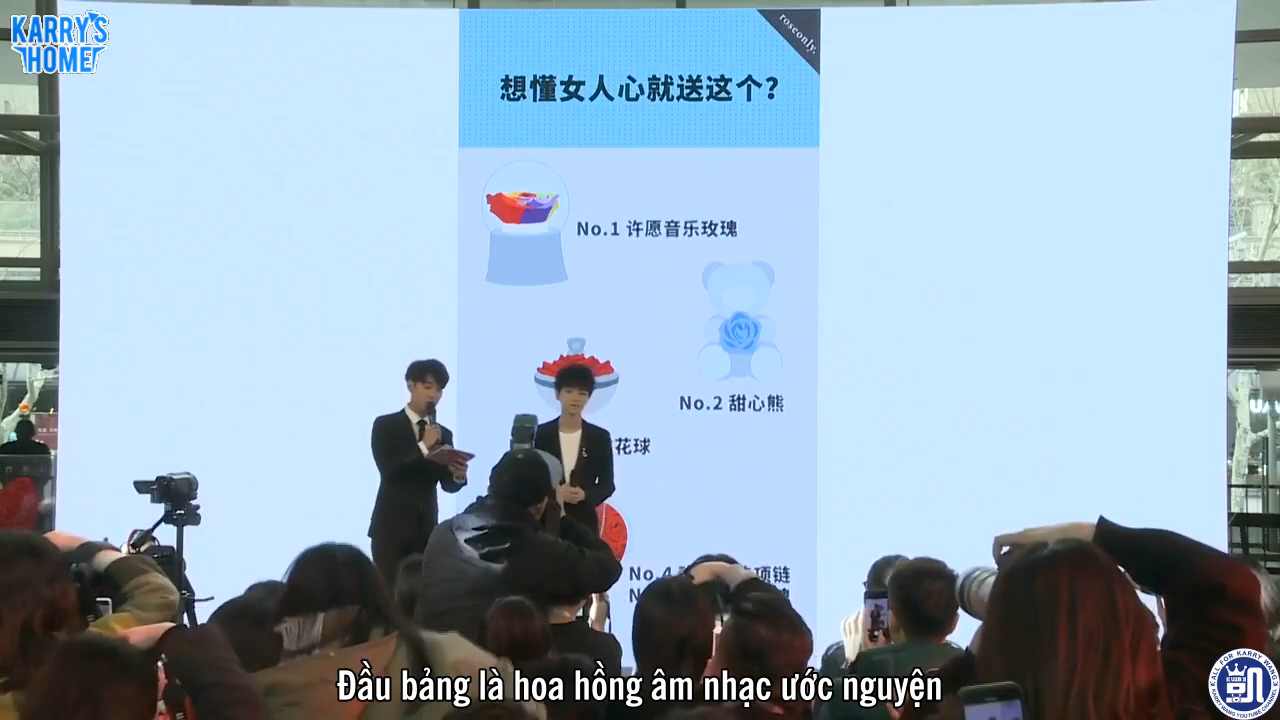 KARRY'S
HOME
roseonly.
想懂女人心就送这个?
No.1 许愿音乐玫瑰
No.2 甜心熊
花球
No.4
项链
Đầu bảng là hoa hồng âm nhạc ước nguyện